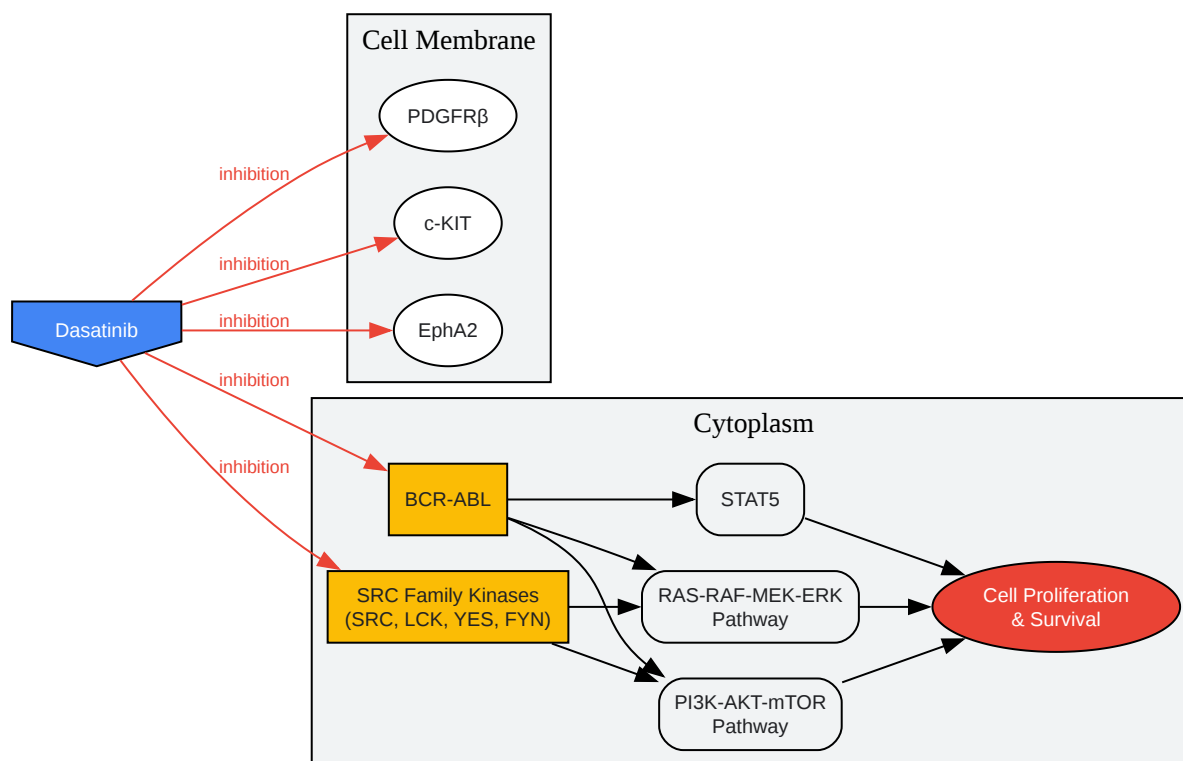 Cell Membrane
PDGFRβ
inhibition
c-KIT
inhibition
EphA2
inhibition
Dasatinib
inhibition
inhibition
Cytoplasm
BCR-ABL
STAT5
SRC Family Kinases
(SRC, LCK, YES, FYN)
RAS-RAF-MEK-ERK
Pathway
Cell Proliferation
& Survival
PI3K-AKT-mTOR
Pathway